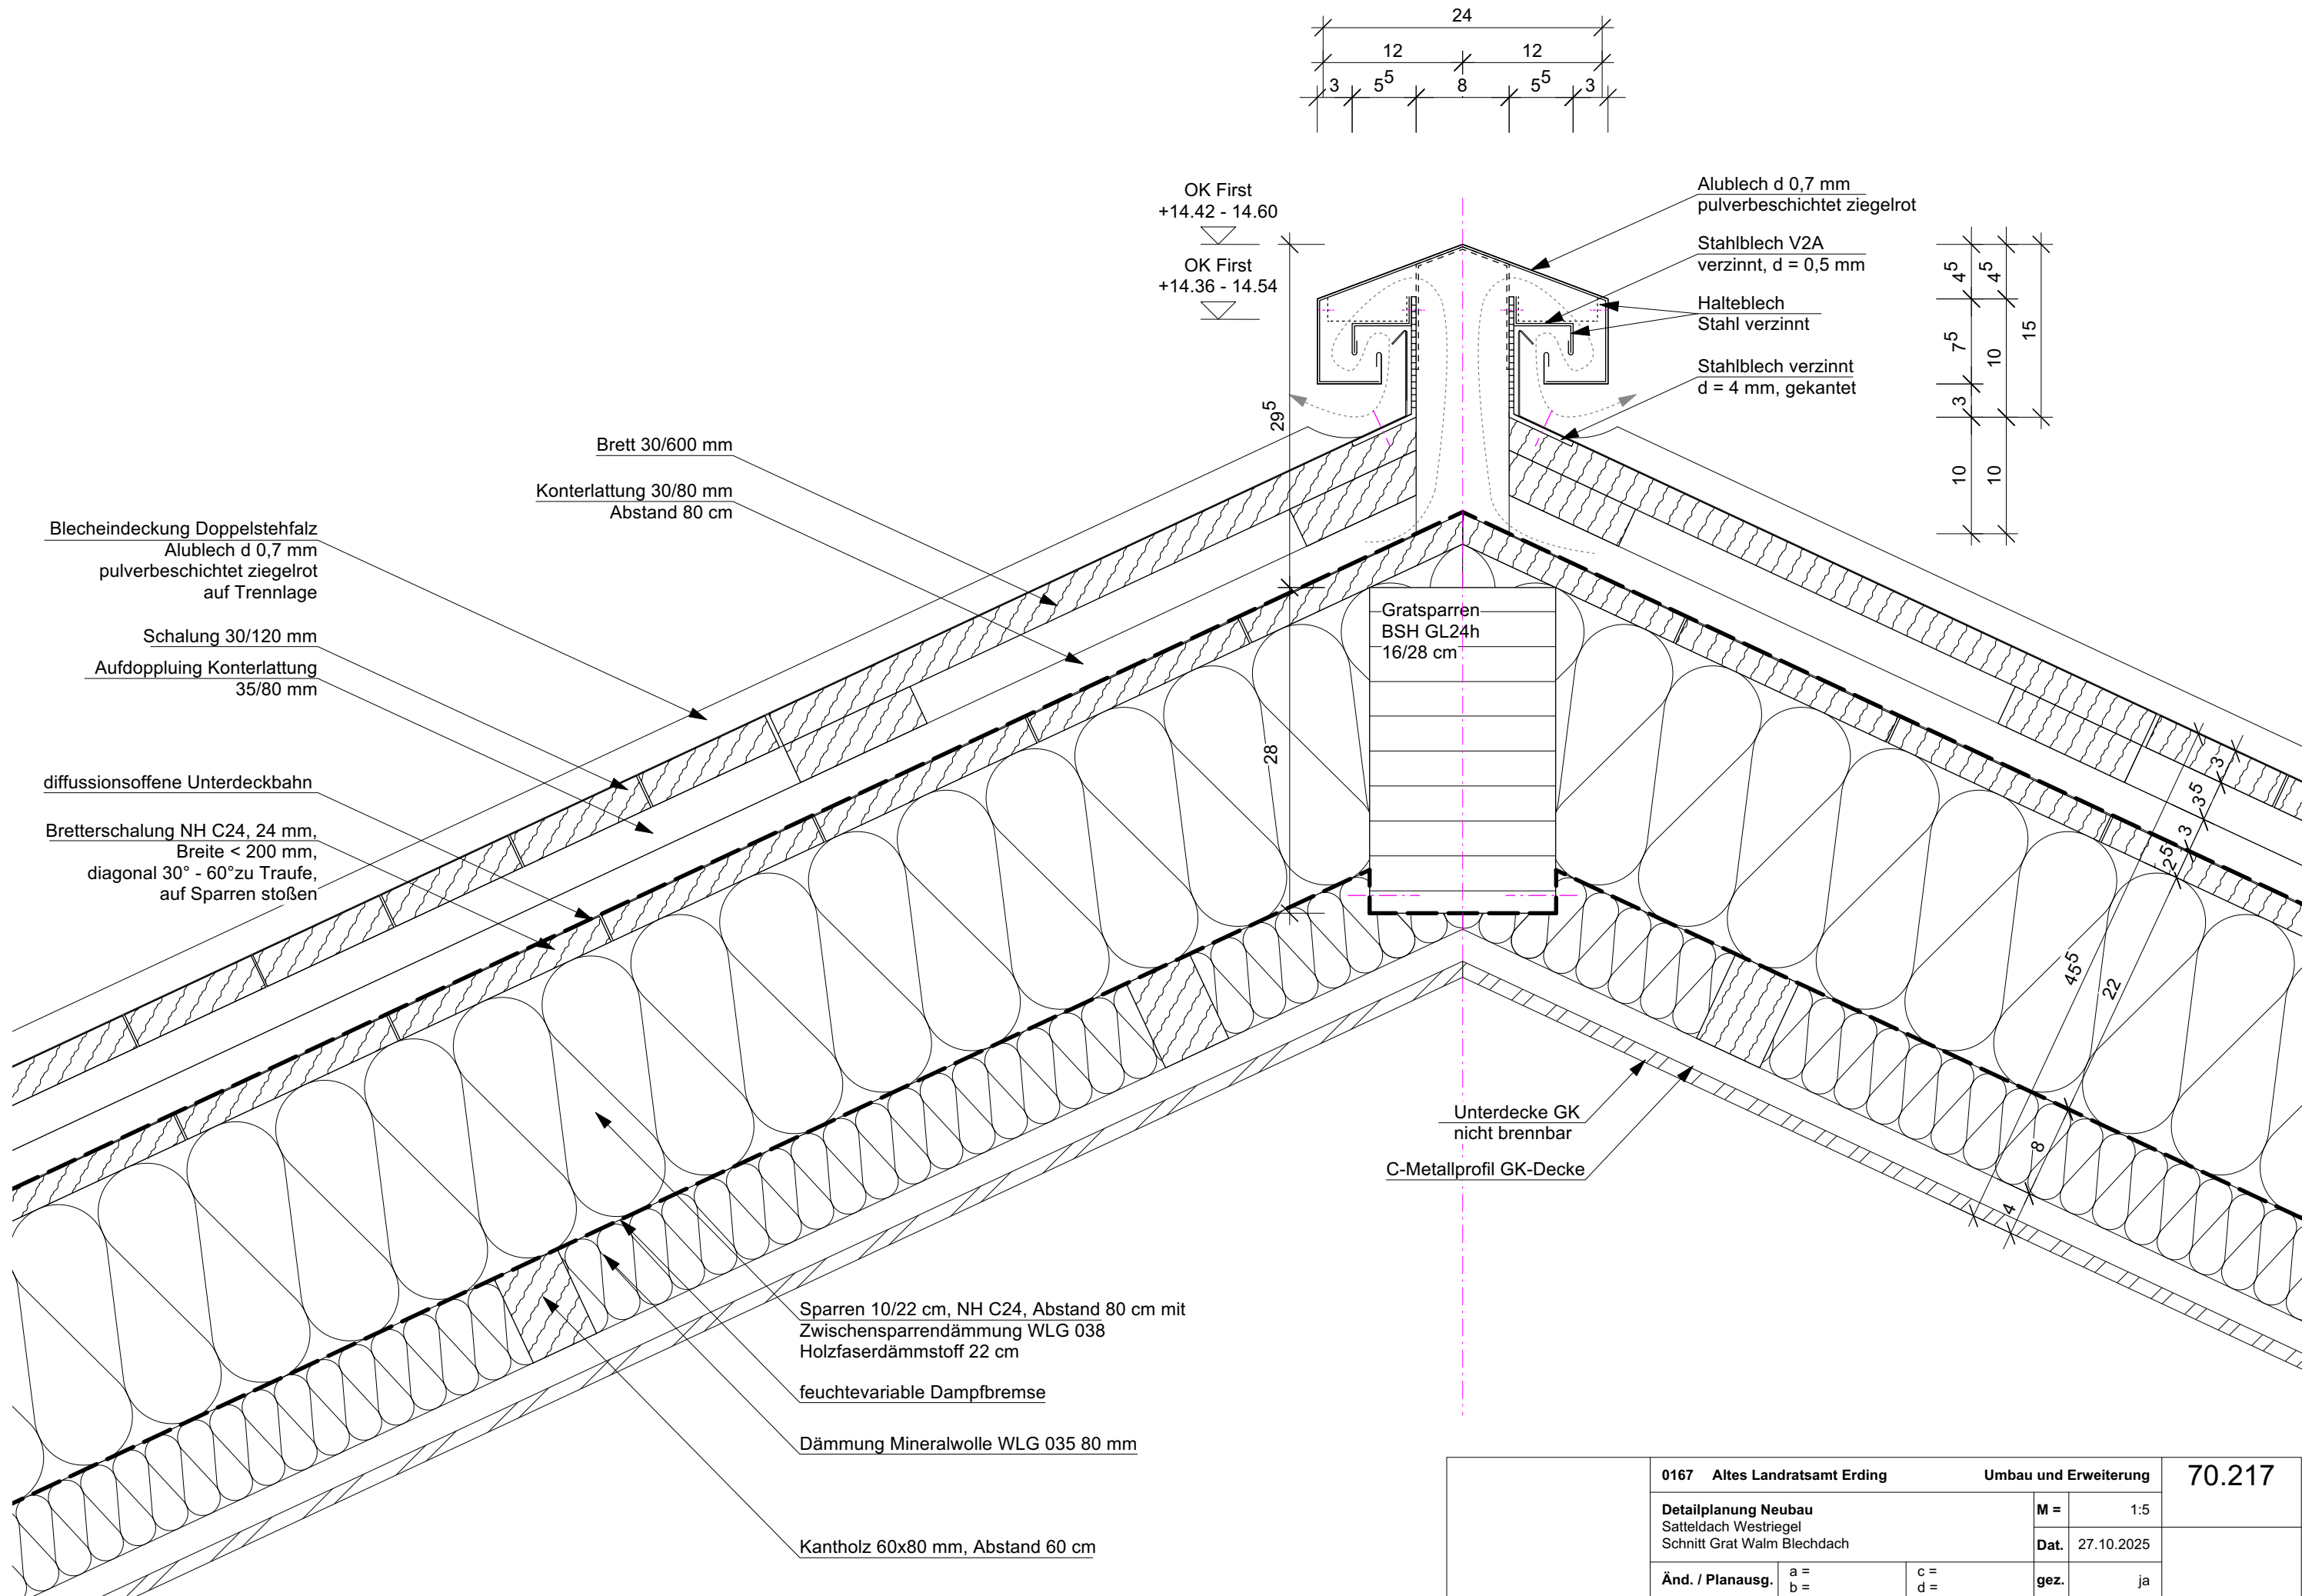 24
12 12
3 5⁵ 8 5⁵ 3
OK First
+14.42 - 14.60
OK First
+14.36 - 14.54
Alublech d 0,7 mm
pulverbeschichtet ziegelrot
Stahlblech V2A
verzinnt, d = 0,5 mm
Halteblech
Stahl verzinnt
Stahlblech verzinnt
d = 4 mm, gekantet
4⁵ 4⁵
15
7⁵ 10
3
10 10
29⁵
28
Brett 30/600 mm
Konterlattung 30/80 mm
Abstand 80 cm
Blecheindeckung Doppelstehfalz
Alublech d 0,7 mm
pulverbeschichtet ziegelrot
auf Trennlage
Schalung 30/120 mm
Aufdoppluing Konterlattung
35/80 mm
diffussionsoffene Unterdeckbahn
Bretterschalung NH C24, 24 mm,
Breite < 200 mm,
diagonal 30° - 60°zu Traufe,
auf Sparren stoßen
Gratsparren
BSH GL24h
16/28 cm
3
3⁵
3
2⁵
45⁵
22
8
4
Unterdecke GK
nicht brennbar
C-Metallprofil GK-Decke
Sparren 10/22 cm, NH C24, Abstand 80 cm mit
Zwischensparrendämmung WLG 038
Holzfaserdämmstoff 22 cm
feuchtevariable Dampfbremse
Dämmung Mineralwolle WLG 035 80 mm
Kantholz 60x80 mm, Abstand 60 cm
0167 Altes Landratsamt Erding Umbau und Erweiterung 70.217
Detailplanung Neubau M = 1:5
Satteldach Westriegel
Schnitt Grat Walm Blechdach Dat. 27.10.2025
Änd. / Planausg. a = c = gez. ja
b = d =